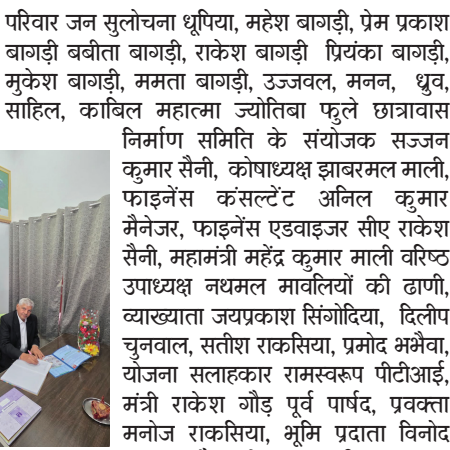 परिवार जन सुलोचना धूपिया, महेश बागड़ी, प्रेम प्रकाश
बागड़ी बबीता बागड़ी, राकेश बागड़ी प्रियंका बागड़ी,
मुकेश बागड़ी, ममता बागड़ी, उज्जवल, मनन, ध्रुव,
साहिल, काबिल महात्मा ज्योतिबा फुले छात्रावास
निर्माण समिति के संयोजक सज्जन
कुमार सैनी, कोषाध्यक्ष झाबरमल माली,
फाइनेंस कंसल्टेंट अनिल कुमार
मैनेजर, फाइनेंस एडवाइजर सीए राकेश
सैनी, महामंत्री महेंद्र कुमार माली वरिष्ठ
उपाध्यक्ष नथमल मावलियों की ढाणी,
व्याख्याता जयप्रकाश सिंगोदिया, दिलीप
चुनवाल, सतीश राकसिया, प्रमोद भभैवा,
योजना सलाहकार रामस्वरूप पीटीआई,
मंत्री राकेश गौड़ पूर्व पार्षद, प्रवक्ता
मनोज राकसिया, भूमि प्रदाता विनोद